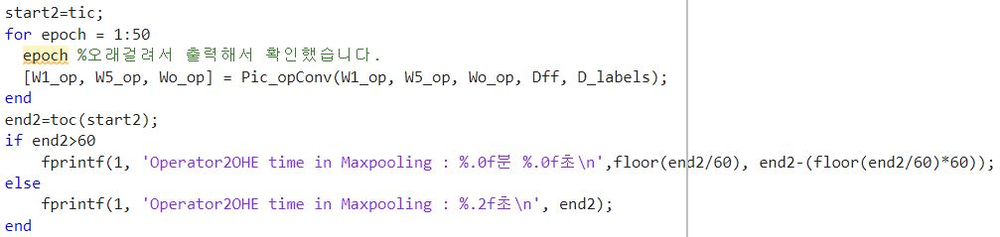 start2=tic;
for epoch = 1:50
epoch %오래걸려서 출력해서 확인했습니다.
[W1_op, W5_op, Wo_op] = Pic_opConv(W1_op, W5_op, Wo_op, Dff, D_labels);
end
end2=toc(start2);
if end2>60
fprintf(1, 'Operator2OHE time in Maxpooling : %.0f분 %.0f초\n',floor(end2/60), end2-(floor(end2/60)*60));
else
fprintf(1, 'Operator2OHE time in Maxpooling : %.2f초\n', end2);
end